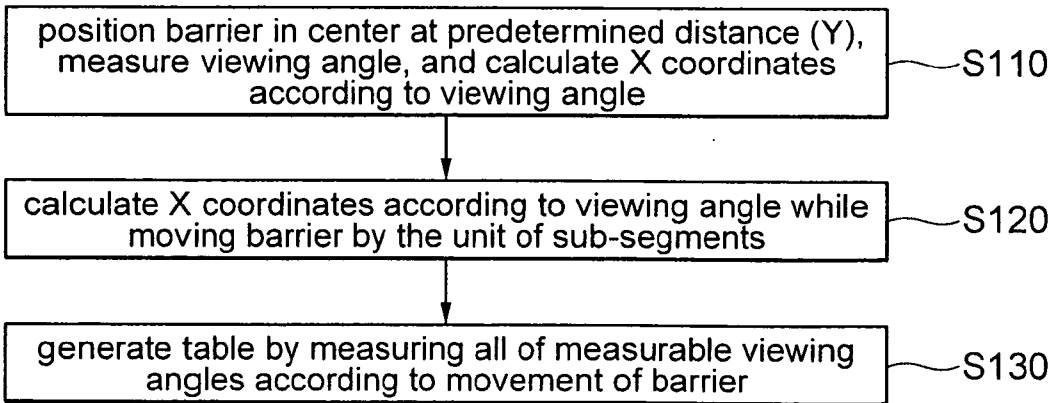 position barrier in center at predetermined distance (Y),
measure viewing angle, and calculate X coordinates
according to viewing angle
S110
calculate X coordinates according to viewing angle while
moving barrier by the unit of sub-segments
S120
generate table by measuring all of measurable viewing
angles according to movement of barrier
S130